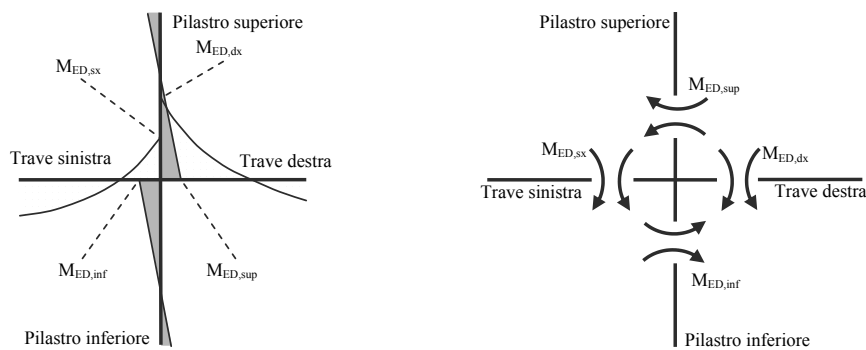 Pilastro superiore
M_ED,dx
M_ED,sx
Trave sinistra
Trave destra
M_ED,inf
M_ED,sup
Pilastro inferiore
Pilastro superiore
M_ED,sup
M_ED,sx
M_ED,dx
Trave sinistra
Trave destra
M_ED,inf
Pilastro inferiore